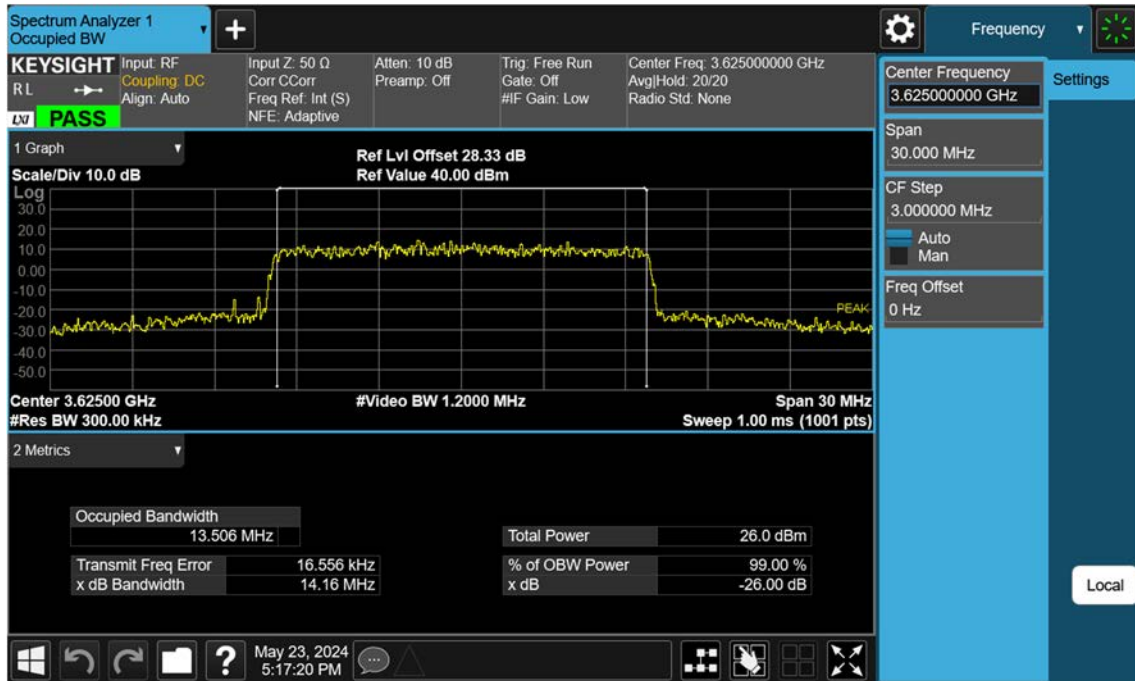 Spectrum Analyzer 1
Occupied BW
+
Frequency
KEYSIGHT
R L
LXI PASS
Input: RF
Coupling: DC
Align: Auto
Input Z: 50 Ω
Corr CCorr
Freq Ref: Int (S)
NFE: Adaptive
Atten: 10 dB
Preamp: Off
Trig: Free Run
Gate: Off
#IF Gain: Low
Center Freq: 3.625000000 GHz
Avg|Hold: 20/20
Radio Std: None
Center Frequency
3.625000000 GHz
Settings
Span
30.000 MHz
CF Step
3.000000 MHz
Auto
Man
Freq Offset
0 Hz
Local
1 Graph
Scale/Div 10.0 dB
Ref Lvl Offset 28.33 dB
Ref Value 40.00 dBm
Log
30.0
20.0
10.0
0.00
-10.0
-20.0
-30.0
-40.0
-50.0
PEAK
Center 3.62500 GHz
#Video BW 1.2000 MHz
Span 30 MHz
#Res BW 300.00 kHz
Sweep 1.00 ms (1001 pts)
2 Metrics
Occupied Bandwidth
13.506 MHz
Total Power 26.0 dBm
Transmit Freq Error 16.556 kHz
% of OBW Power 99.00 %
x dB Bandwidth 14.16 MHz
x dB -26.00 dB
?
May 23, 2024
5:17:20 PM